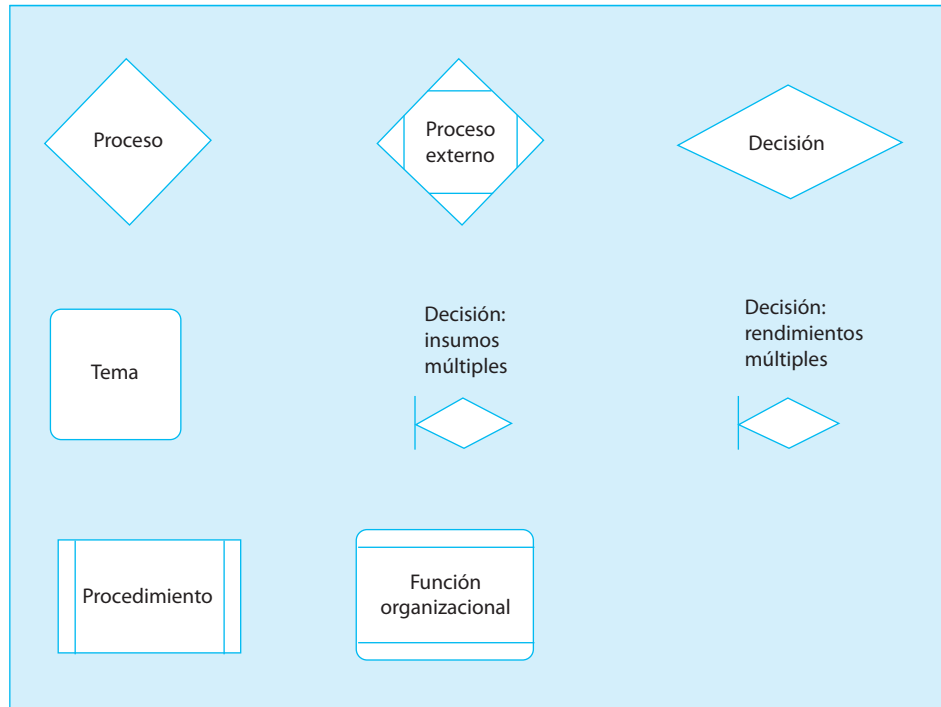 Proceso
Proceso
externo
Decisión
Tema
Decisión:
insumos
múltiples
Decisión:
rendimientos
múltiples
Procedimiento
Función
organizacional